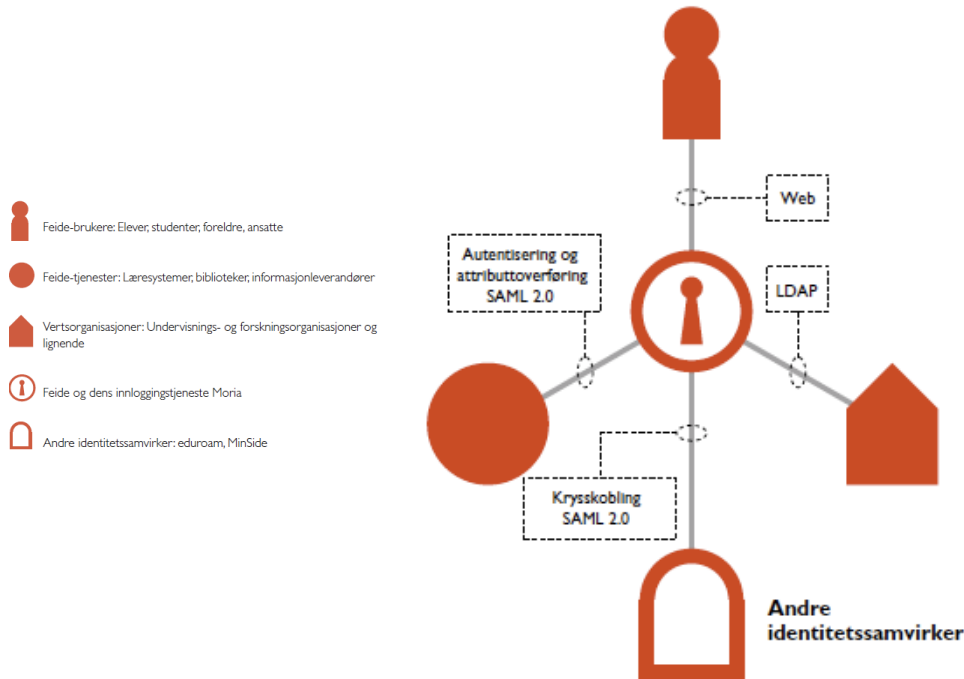 Feide-brukere: Elever, studenter, foreldre, ansatte
Feide-tjenester: Læresystemer, biblioteker, informasjonleverandører
Vertsorganisasjoner: Undervisnings- og forskningsorganisasjoner og
lignende
Feide og dens innloggingstjeneste Moria
Andre identitetssamvirker: eduroam, MinSide
Web
Autentisering og
attributtoverføring
SAML 2.0
LDAP
Krysskobling
SAML 2.0
Andre
identitetssamvirker